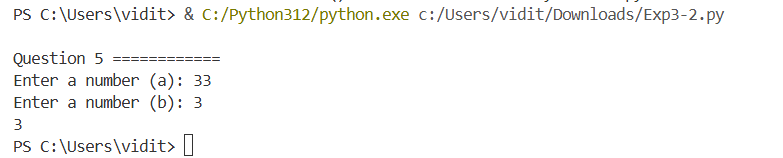 PS C:\Users\vidit> & C:/Python312/python.exe c:/Users/vidit/Downloads/Exp3-2.py
Question 5 ============
Enter a number (a): 33
Enter a number (b): 3
3
PS C:\Users\vidit>